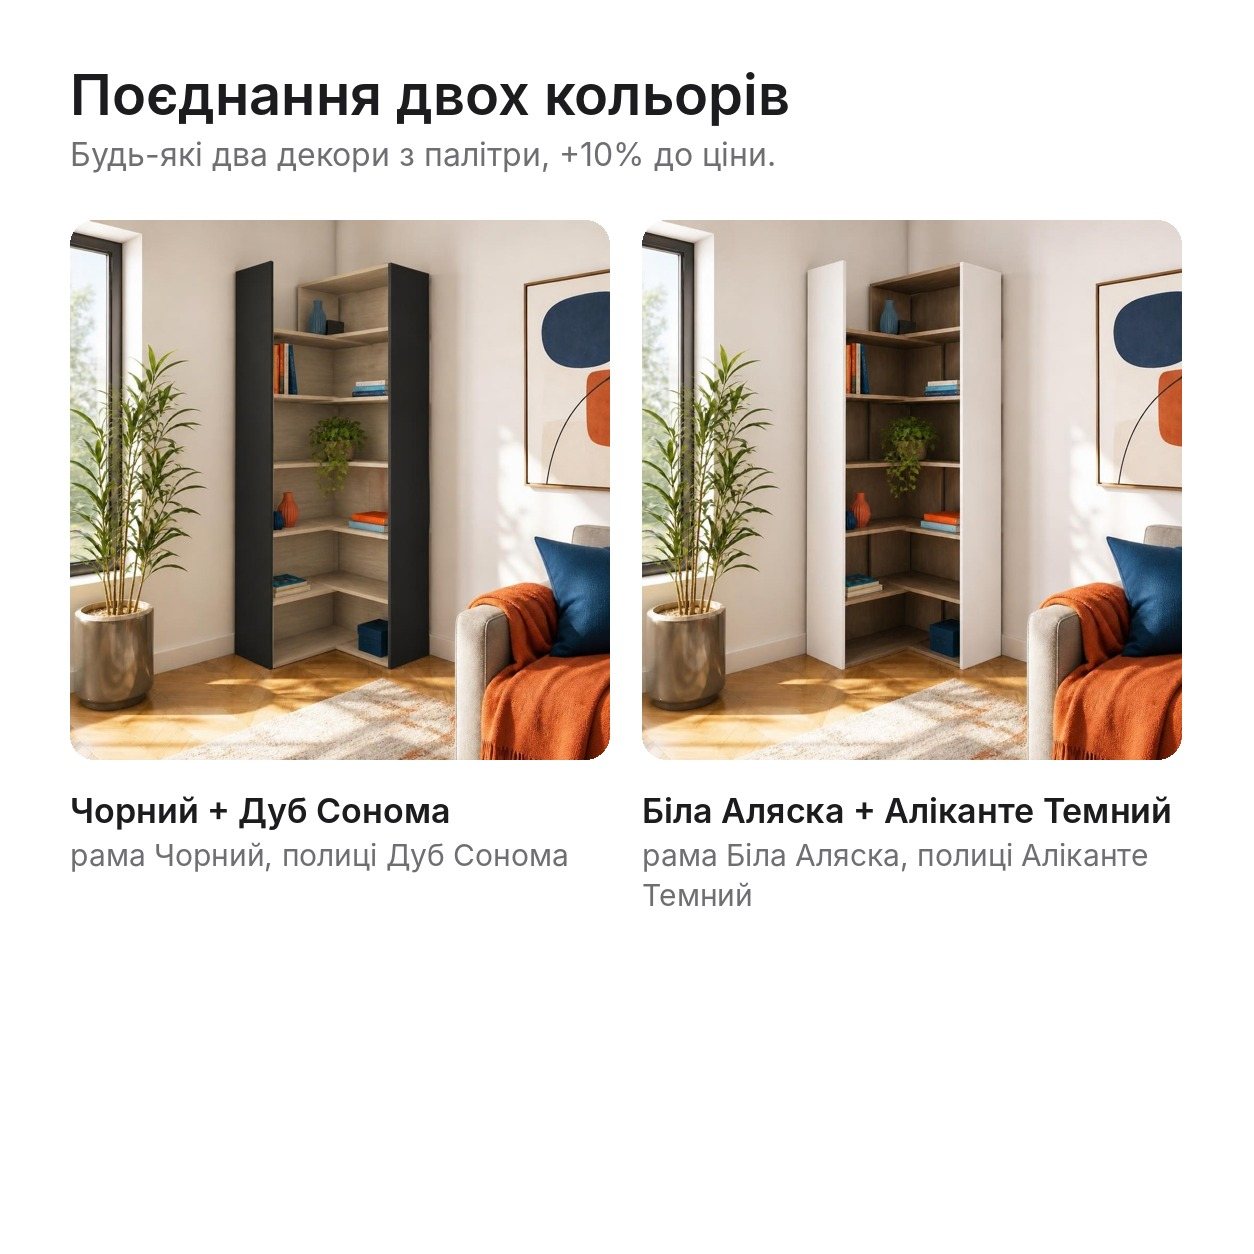 Поєднання двох кольорів
Будь-які два декори з палітри, +10% до ціни.
Чорний + Дуб Сонома
рама Чорний, полиці Дуб Сонома
Біла Аляска + Аліканте Темний
рама Біла Аляска, полиці Аліканте
Темний